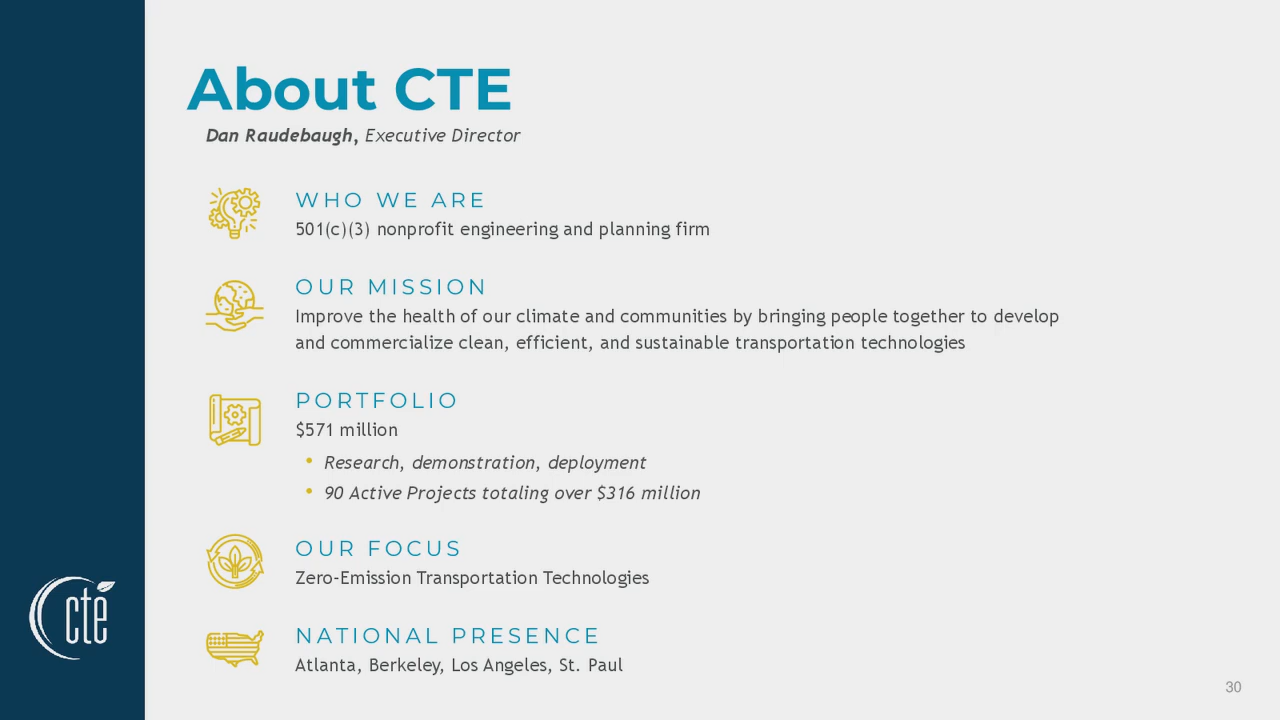 About CTE
Dan Raudebaugh, Executive Director
WHO WE ARE
501(c)(3) nonprofit engineering and planning firm
OUR MISSION
Improve the health of our climate and communities by bringing people together to develop
and commercialize clean, efficient, and sustainable transportation technologies
PORTFOLIO
$571 million
• Research, demonstration, deployment
• 90 Active Projects totaling over $316 million
OUR FOCUS
Zero-Emission Transportation Technologies
NATIONAL PRESENCE
Atlanta, Berkeley, Los Angeles, St. Paul
cte
30